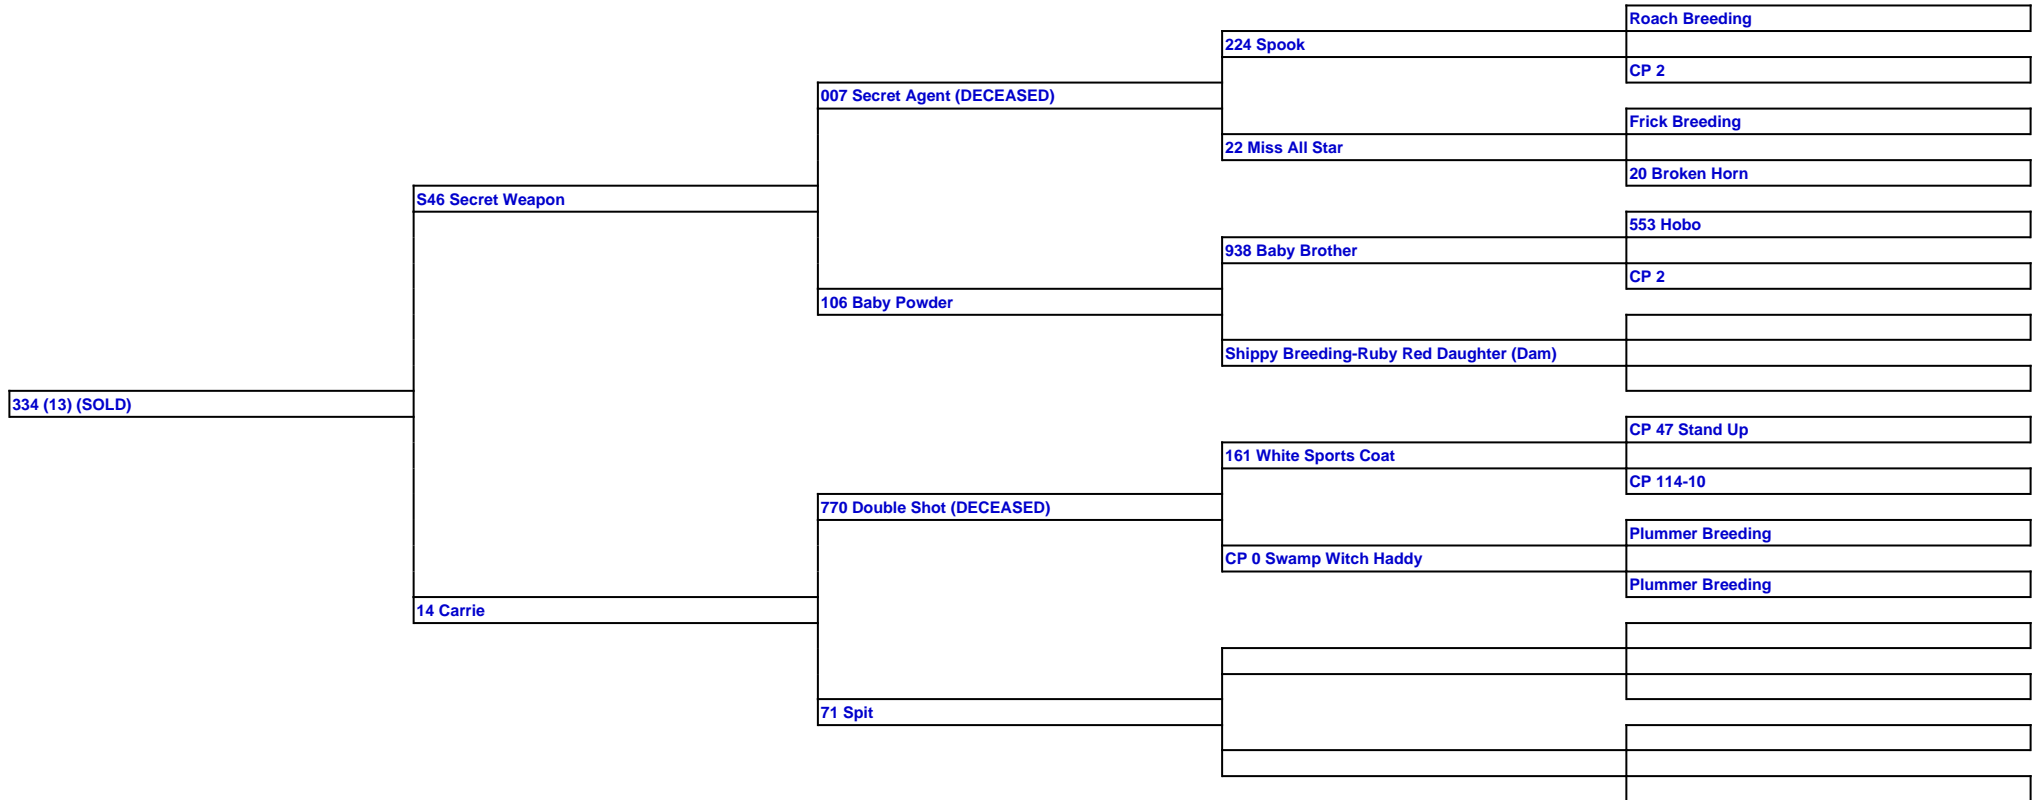 Roach Breeding
224 Spook
CP 2
007 Secret Agent (DECEASED)
Frick Breeding
22 Miss All Star
20 Broken Horn
S46 Secret Weapon
553 Hobo
938 Baby Brother
CP 2
106 Baby Powder
Shippy Breeding-Ruby Red Daughter (Dam)
334 (13) (SOLD)
CP 47 Stand Up
161 White Sports Coat
CP 114-10
770 Double Shot (DECEASED)
Plummer Breeding
CP 0 Swamp Witch Haddy
Plummer Breeding
14 Carrie
71 Spit